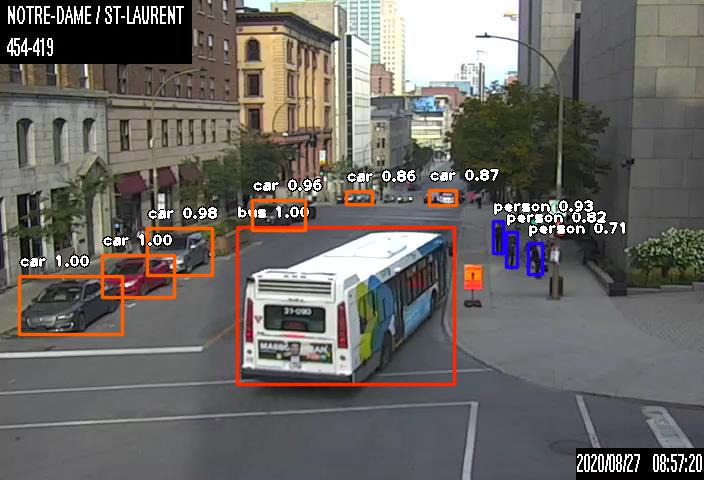 NOTRE-DAME / ST-LAURENT
454-419
car 0.96
car 0.86
car 0.87
car 0.98
bus 1.00
person 0.93
person 0.82
person 0.71
car 1.00
car 1.00
31-090
2020/08/27 08:57:20